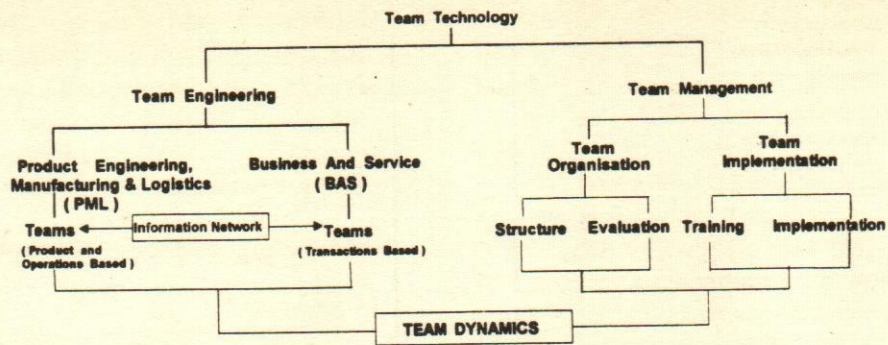 Team Technology
Team Engineering
Team Management
Product Engineering,
Manufacturing & Logistics
( PML )
Business And Service
( BAS )
Team
Organisation
Team
Implementation
Teams
( Product and
Operations Based )
Information Network
Teams
( Transactions Based )
Structure
Evaluation
Training
Implementation
TEAM DYNAMICS